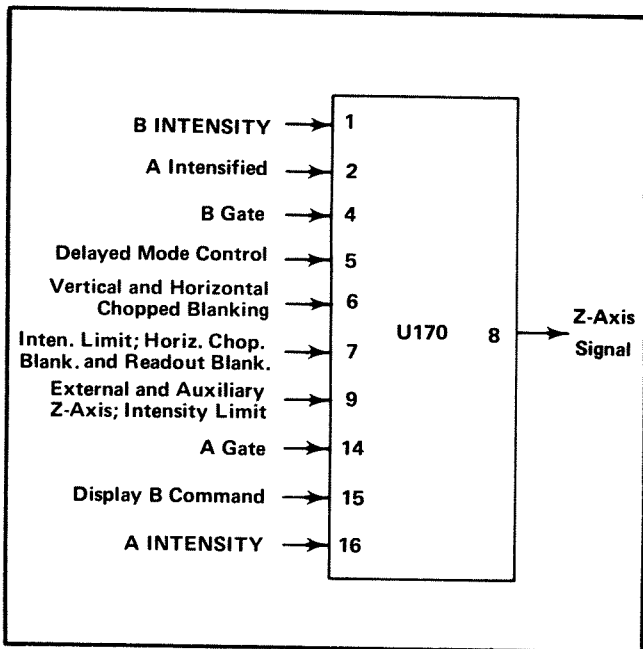 B INTENSITY 1
A Intensified 2
B Gate 4
Delayed Mode Control 5
Vertical and Horizontal
Chopped Blanking 6
Inten. Limit; Horiz. Chop.
Blank. and Readout Blank. 7
External and Auxiliary
Z-Axis; Intensity Limit 9
A Gate 14
Display B Command 15
A INTENSITY 16
U170 8
Z-Axis
Signal